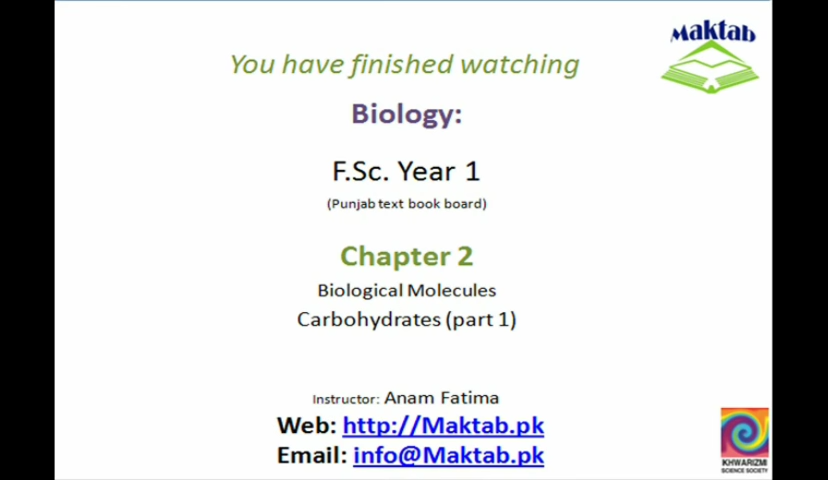 Maktab
You have finished watching
Biology:
F.Sc. Year 1
(Punjab text book board)
Chapter 2
Biological Molecules
Carbohydrates (part 1)
Instructor: Anam Fatima
Web: http://Maktab.pk
Email: info@Maktab.pk
KHWARIZMI
SCIENCE SOCIETY